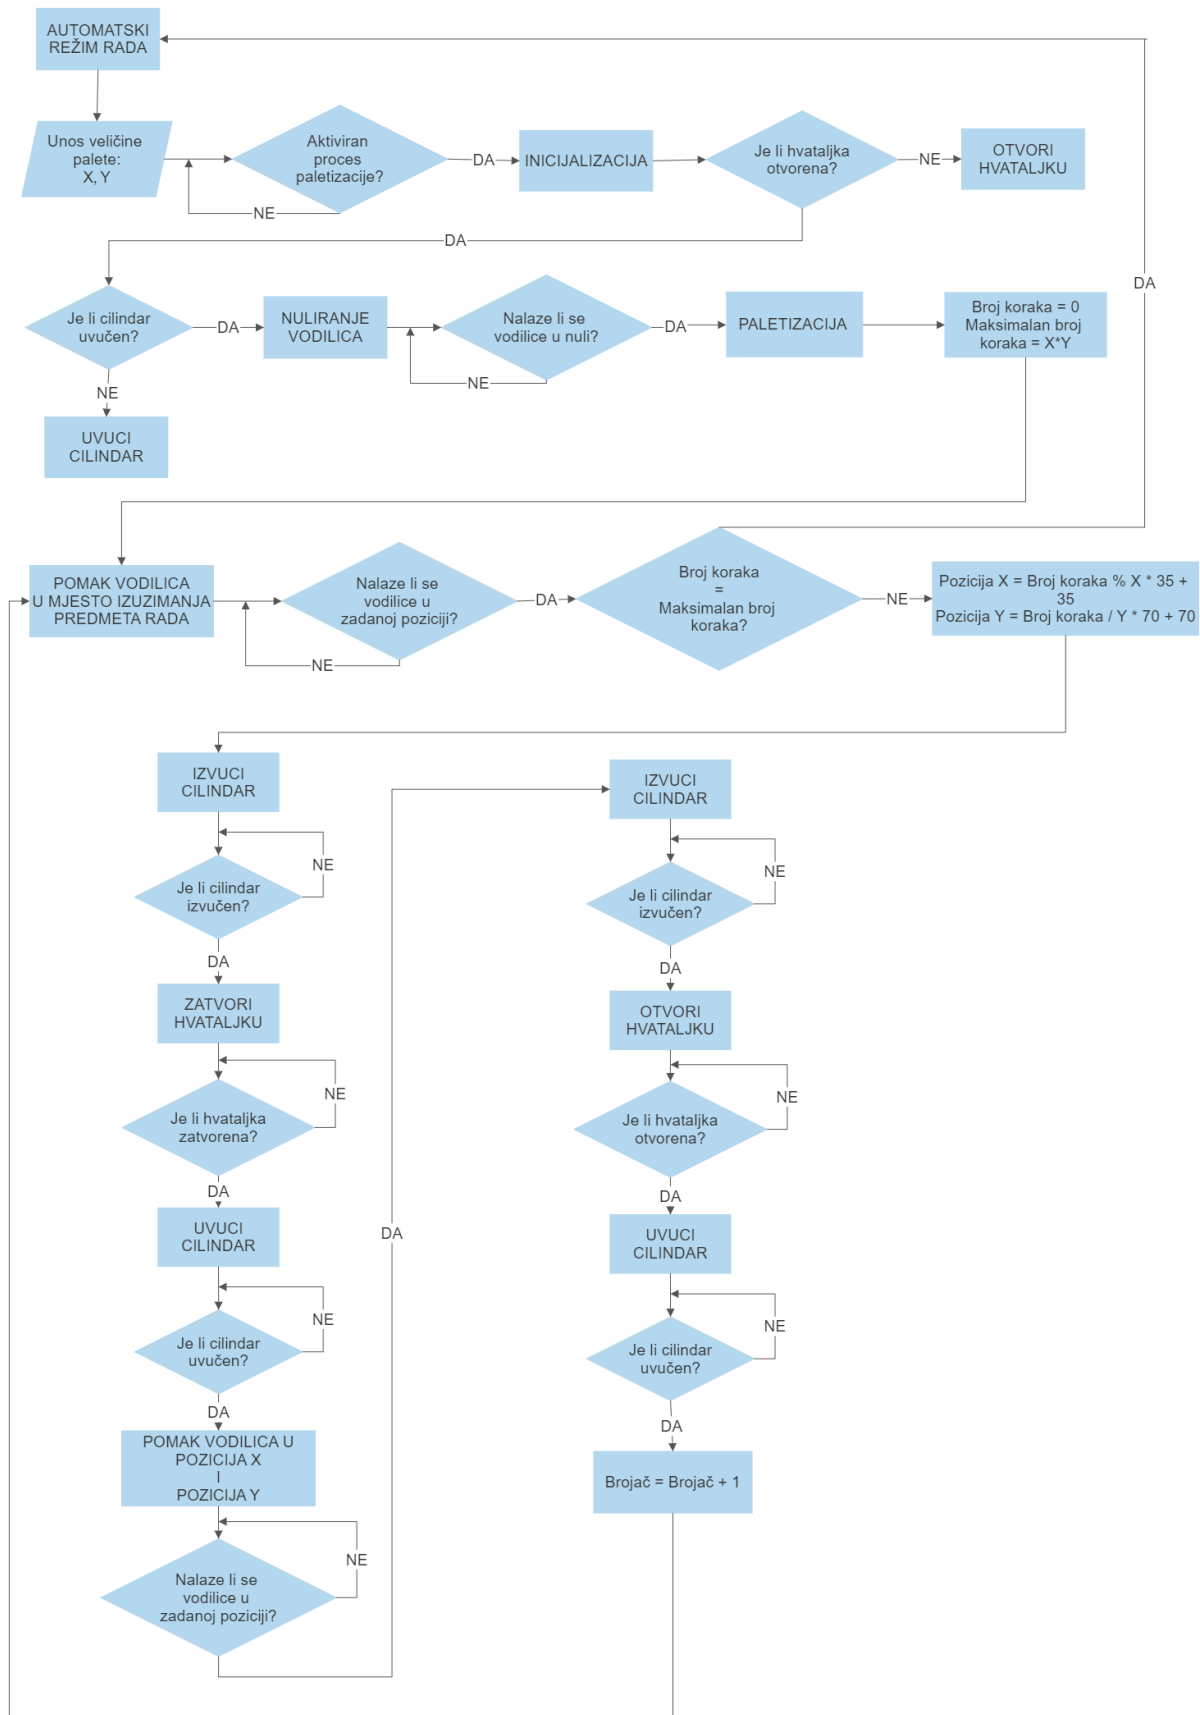 AUTOMATSKI
REŽIM RADA
Unos veličine
palete:
X, Y
Aktiviran
proces
paletizacije?
NE
DA
INICIJALIZACIJA
Je li hvataljka
otvorena?
NE
OTVORI
HVATALJKU
DA
DA
Je li cilindar
uvučen?
NE
UVUCI
CILINDAR
DA
NULIRANJE
VODILICA
Nalaze li se
vodilice u nuli?
NE
DA
PALETIZACIJA
Broj koraka = 0
Maksimalan broj
koraka = X*Y
POMAK VODILICA
U MJESTO IZUZIMANJA
PREDMETA RADA
Nalaze li se
vodilice u
zadanoj poziciji?
NE
DA
Broj koraka
=
Maksimalan broj
koraka?
NE
Pozicija X = Broj koraka % X * 35 +
35
Pozicija Y = Broj koraka / Y * 70 + 70
IZVUCI
CILINDAR
NE
Je li cilindar
izvučen?
DA
ZATVORI
HVATALJKU
NE
Je li hvataljka
zatvorena?
DA
UVUCI
CILINDAR
NE
Je li cilindar
uvučen?
DA
POMAK VODILICA U
POZICIJA X
I
POZICIJA Y
NE
Nalaze li se
vodilice u
zadanoj poziciji?
DA
IZVUCI
CILINDAR
NE
Je li cilindar
izvučen?
DA
OTVORI
HVATALJKU
NE
Je li hvataljka
otvorena?
DA
UVUCI
CILINDAR
NE
Je li cilindar
uvučen?
DA
Brojač = Brojač + 1